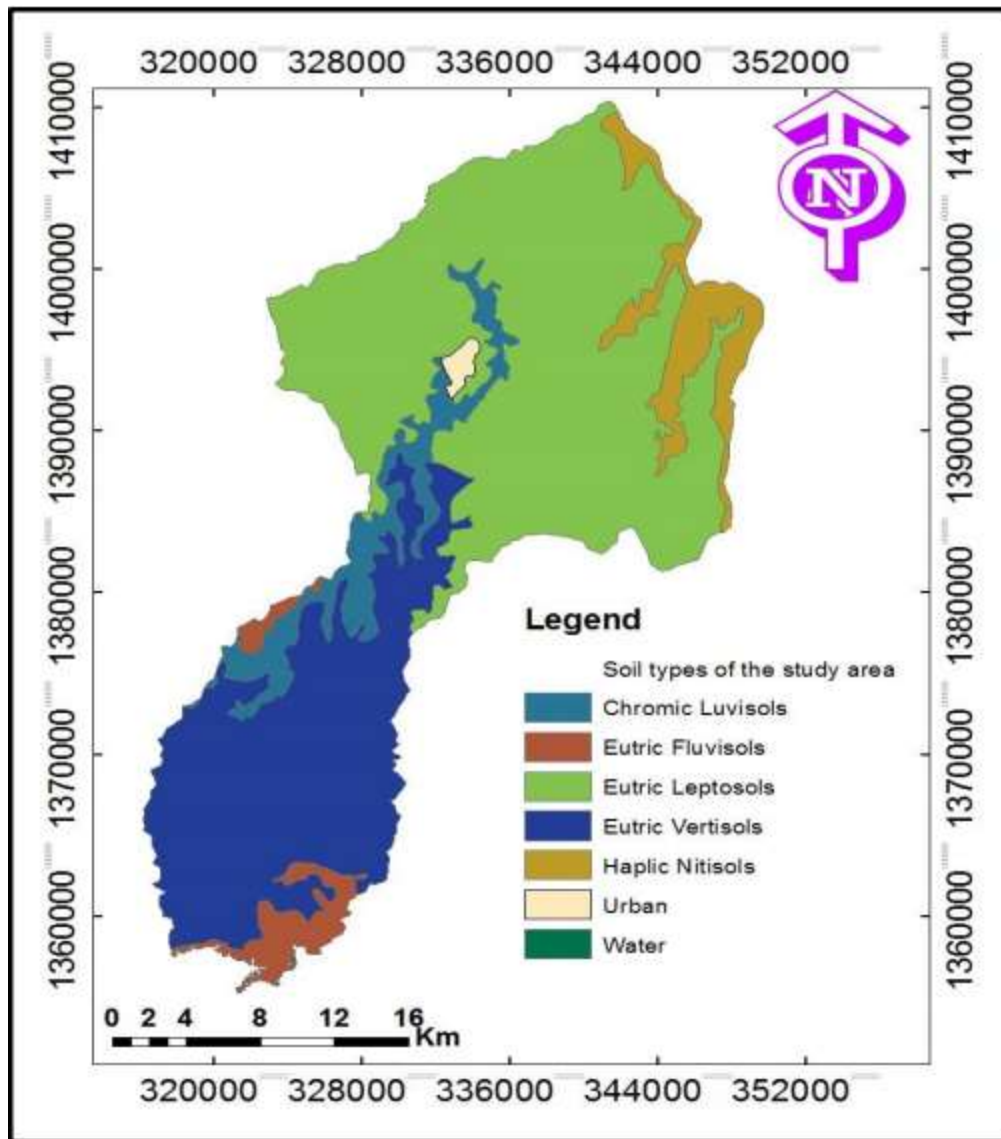 320000 328000 336000 344000 352000
1410000
1400000
1390000
1380000
1370000
1360000
1410000
1400000
1390000
1380000
1370000
1360000
N
Legend
Soil types of the study area
Chromic Luvisols
Eutric Fluvisols
Eutric Leptosols
Eutric Vertisols
Haplic Nitisols
Urban
Water
0 2 4 8 12 16
Km
320000 328000 336000 344000 352000